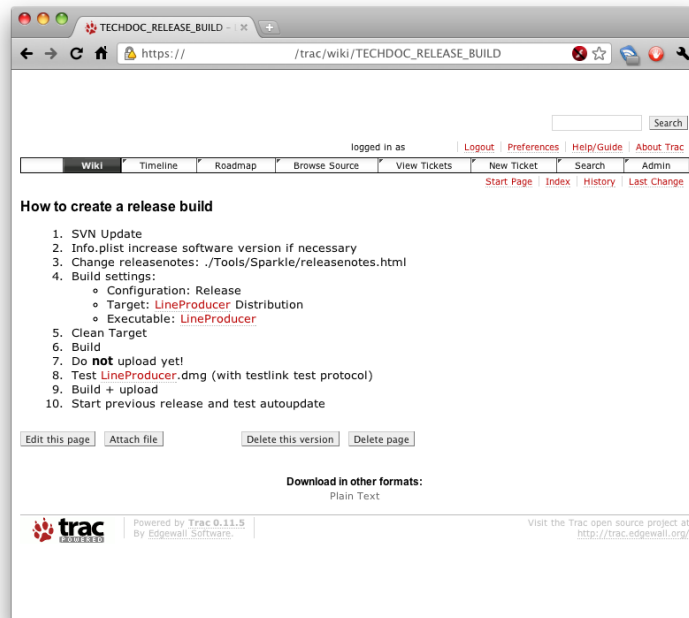 TECHDOC_RELEASE_BUILD –
https:// /trac/wiki/TECHDOC_RELEASE_BUILD
Search
logged in as Logout Preferences Help/Guide About Trac
Wiki Timeline Roadmap Browse Source View Tickets New Ticket Search Admin
Start Page Index History Last Change
How to create a release build
1. SVN Update
2. Info.plist increase software version if necessary
3. Change releasenotes: ./Tools/Sparkle/releasenotes.html
4. Build settings:
Configuration: Release
Target: LineProducer Distribution
Executable: LineProducer
5. Clean Target
6. Build
7. Do not upload yet!
8. Test LineProducer.dmg (with testlink test protocol)
9. Build + upload
10. Start previous release and test autoupdate
Edit this page Attach file Delete this version Delete page
Download in other formats:
Plain Text
trac POWERED
Powered by Trac 0.11.5
By Edgewall Software.
Visit the Trac open source project at
http://trac.edgewall.org/